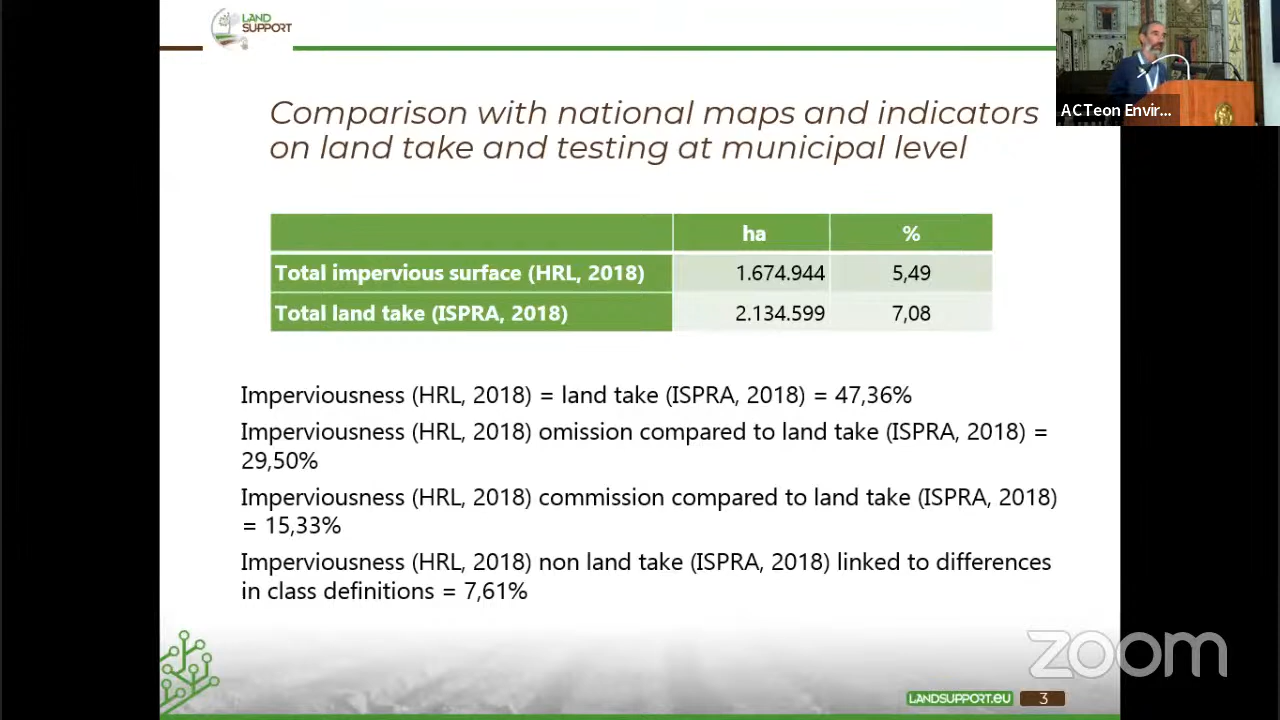 LAND
SUPPORT
ACTeon Envir...
Comparison with national maps and indicators
on land take and testing at municipal level
ha %
Total impervious surface (HRL, 2018) 1.674.944 5,49
Total land take (ISPRA, 2018) 2.134.599 7,08
Imperviousness (HRL, 2018) = land take (ISPRA, 2018) = 47,36%
Imperviousness (HRL, 2018) omission compared to land take (ISPRA, 2018) =
29,50%
Imperviousness (HRL, 2018) commission compared to land take (ISPRA, 2018)
= 15,33%
Imperviousness (HRL, 2018) non land take (ISPRA, 2018) linked to differences
in class definitions = 7,61%
zoom
LANDSUPPORT.EU 3